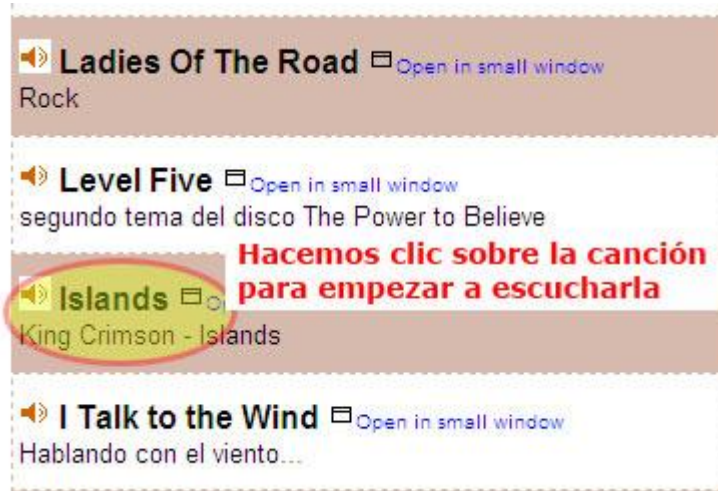 Ladies Of The Road Open in small window
Rock
Level Five Open in small window
segundo tema del disco The Power to Believe
Hacemos clic sobre la canción
para empezar a escucharla
Islands
King Crimson - Islands
I Talk to the Wind Open in small window
Hablando con el viento...